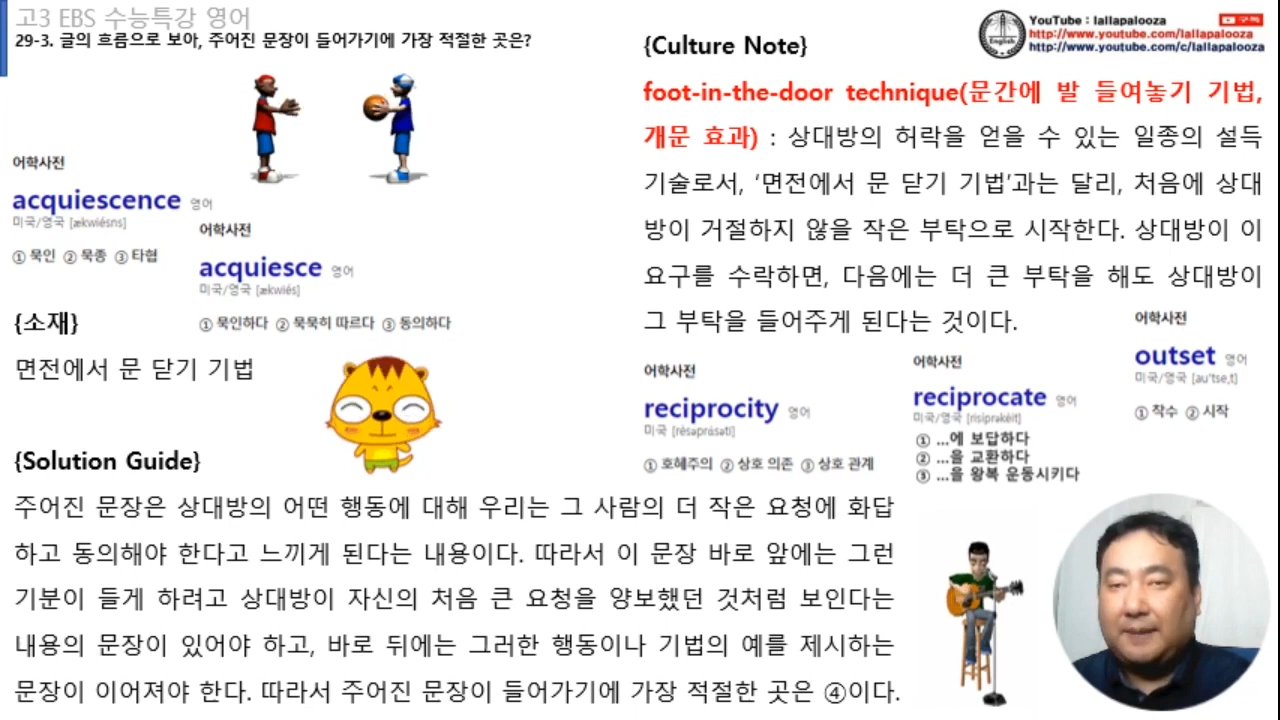 고3 EBS 수능특강 영어
29-3. 글의 흐름으로 보아, 주어진 문장이 들어가기에 가장 적절한 곳은?
어학사전
acquiescence 영어
미국/영국 [ækwiésns]
① 묵인 ② 묵종 ③ 타협
어학사전
acquiesce 영어
미국/영국 [ækwiés]
① 묵인하다 ② 묵묵히 따르다 ③ 동의하다
{소재}
면전에서 문 닫기 기법
{Solution Guide}
주어진 문장은 상대방의 어떤 행동에 대해 우리는 그 사람의 더 작은 요청에 화답
하고 동의해야 한다고 느끼게 된다는 내용이다. 따라서 이 문장 바로 앞에는 그런
기분이 들게 하려고 상대방이 자신의 처음 큰 요청을 양보했던 것처럼 보인다는
내용의 문장이 있어야 하고, 바로 뒤에는 그러한 행동이나 기법의 예를 제시하는
문장이 이어져야 한다. 따라서 주어진 문장이 들어가기에 가장 적절한 곳은 ④이다.
YouTube : lallapalooza
구독
http://www.youtube.com/lallapalooza
http://www.youtube.com/c/lallapalooza
English
{Culture Note}
foot-in-the-door technique(문간에 발 들여놓기 기법,
개문 효과) : 상대방의 허락을 얻을 수 있는 일종의 설득
기술로서, ‘면전에서 문 닫기 기법’과는 달리, 처음에 상대
방이 거절하지 않을 작은 부탁으로 시작한다. 상대방이 이
요구를 수락하면, 다음에는 더 큰 부탁을 해도 상대방이
그 부탁을 들어주게 된다는 것이다.
어학사전
reciprocity 영어
미국 [rèsəprɑ́səti]
① 호혜주의 ② 상호 의존 ③ 상호 관계
어학사전
reciprocate 영어
미국/영국 [risíprəkèit]
① ...에 보답하다
② ...을 교환하다
③ ...을 왕복 운동시키다
어학사전
outset 영어
미국/영국 [au'tse,t]
① 착수 ② 시작